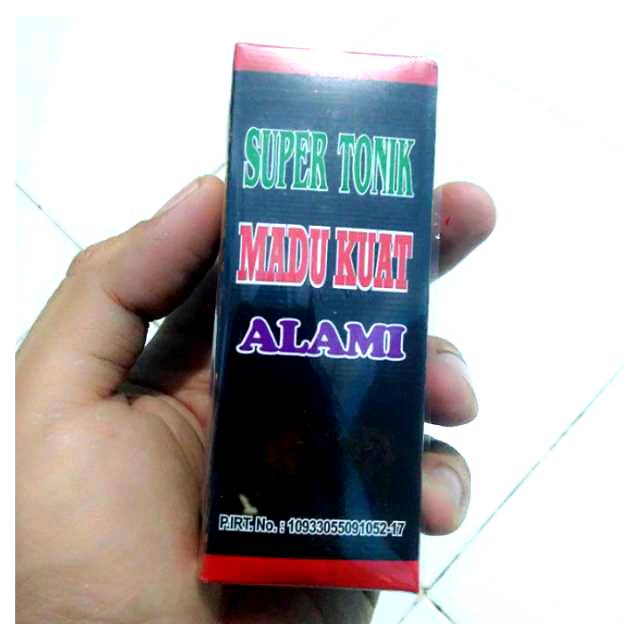 SUPER TONIK
MADU KUAT
ALAMI
P.IRT. No. : 10933055091052-17